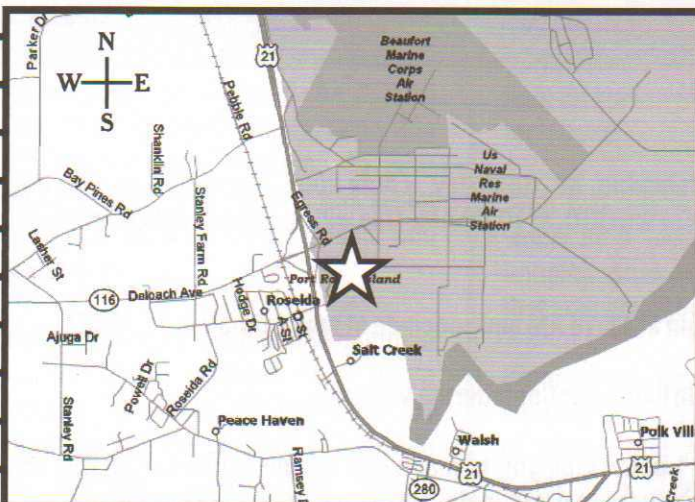 Parker Dr
N
W E
S
21
Beaufort
Marine
Corps
Air
Station
Pebble Rd
Shanklin Rd
Us
Naval
Res
Marine
Air
Station
Bay Pines Rd
Stanley Farm Rd
Egress Rd
Lasher St
Port Island
116
Deloach Ave
Hodge Dr
Roseida
D St
A St
Ajuga Dr
Salt Creek
Powell Dr
Roseida Rd
Stanley Rd
Peace Haven
Walsh
Polk Vill
Ramsey
21
21
280
Creek